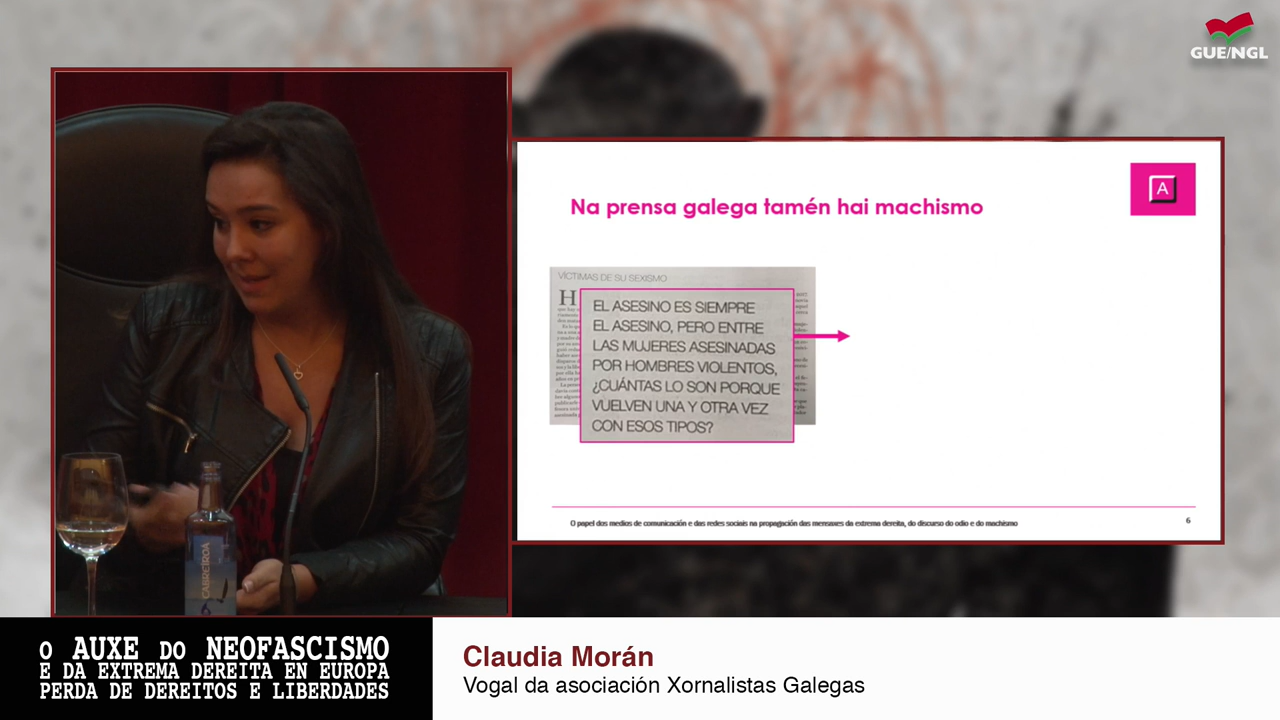 GUE/NGL
A
Na prensa galega tamén hai machismo
VÍCTIMAS DE SU SEXISMO
H
EL ASESINO ES SIEMPRE
EL ASESINO, PERO ENTRE
LAS MUJERES ASESINADAS
POR HOMBRES VIOLENTOS,
¿CUÁNTAS LO SON PORQUE
VUELVEN UNA Y OTRA VEZ
CON ESOS TIPOS?
O papel dos medios de comunicación e das redes sociais na propagación das mensaxes da extrema dereita, do discurso do odio e do machismo
6
CABREIROÁ
O AUXE DO NEOFASCISMO
E DA EXTREMA DEREITA EN EUROPA
PERDA DE DEREITOS E LIBERDADES
Claudia Morán
Vogal da asociación Xornalistas Galegas